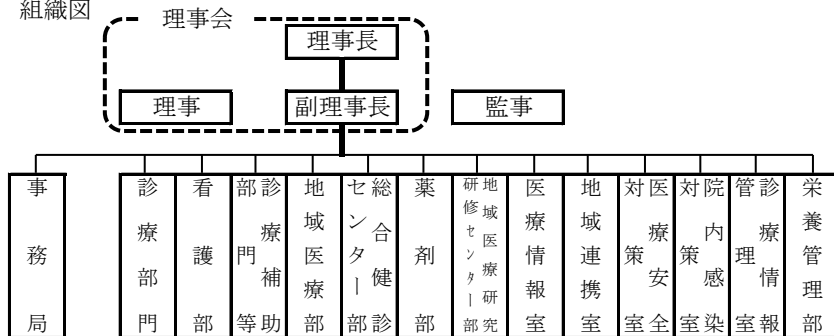 組織図
理事会
理事長
理事
副理事長
監事
事務局
診療部門
看護部
診療補助
部門等
地域医療部
総合健診
センター部
薬剤部
地域医療研究
研修センター部
医療情報室
地域連携室
医療安全
対策室
院内感染
対策室
診療情報
管理室
栄養管理部